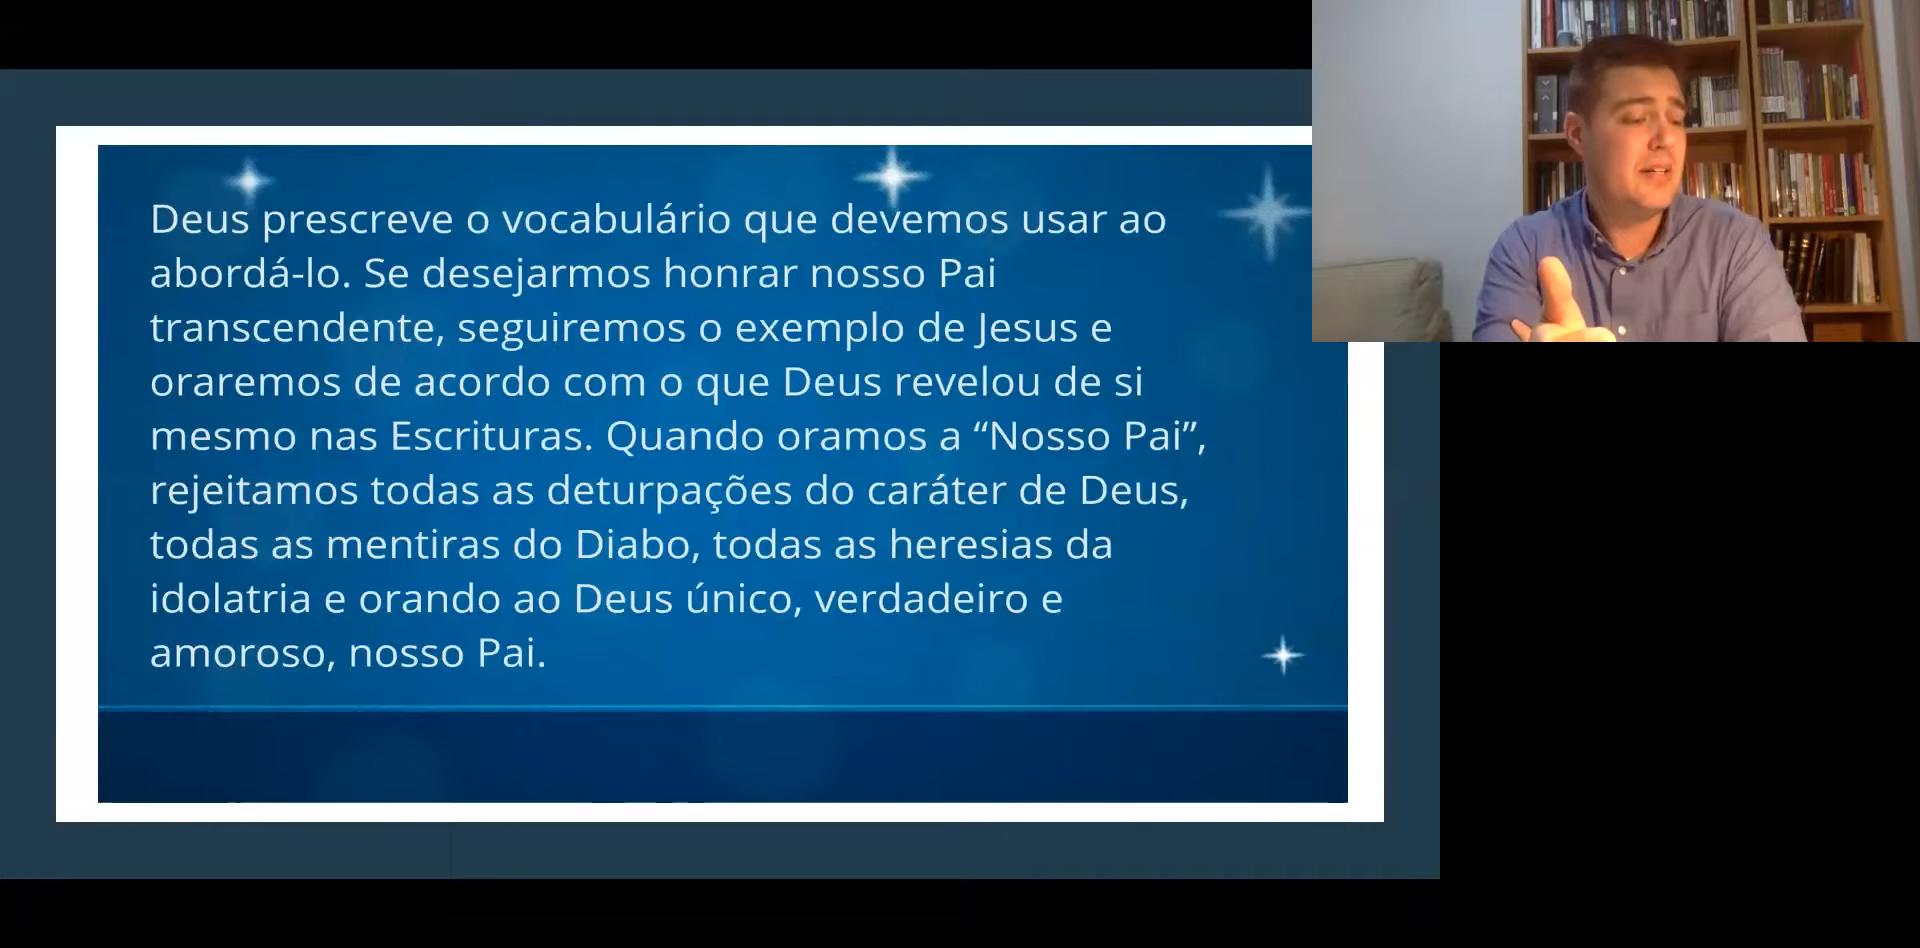 Deus prescreve o vocabulário que devemos usar ao
abordá-lo. Se desejarmos honrar nosso Pai
transcendente, seguiremos o exemplo de Jesus e
oraremos de acordo com o que Deus revelou de si
mesmo nas Escrituras. Quando oramos a “Nosso Pai”,
rejeitamos todas as deturpações do caráter de Deus,
todas as mentiras do Diabo, todas as heresias da
idolatria e orando ao Deus único, verdadeiro e
amoroso, nosso Pai.